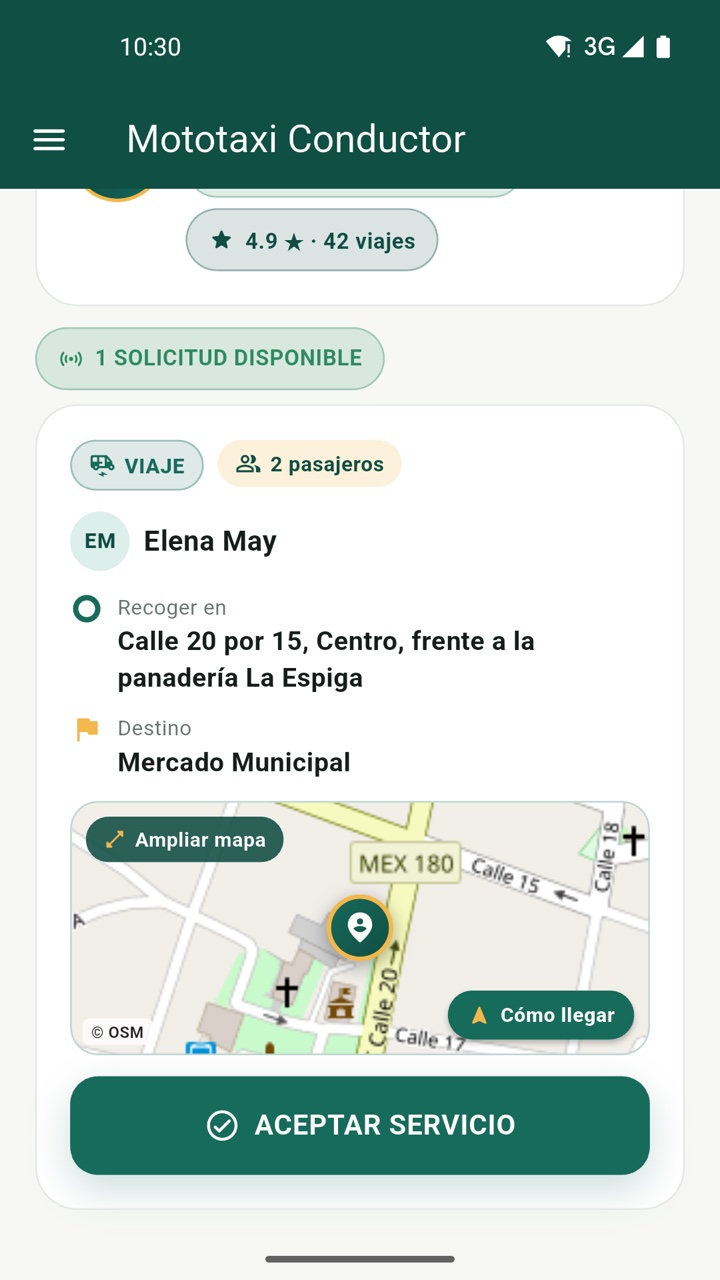 10:30
3G
Mototaxi Conductor
4.9 ★ · 42 viajes
1 SOLICITUD DISPONIBLE
VIAJE
2 pasajeros
EM
Elena May
Recoger en
Calle 20 por 15, Centro, frente a la
panadería La Espiga
Destino
Mercado Municipal
Ampliar mapa
MEX 180
Calle 15
Calle 18
A
Calle 20
Cómo llegar
© OSM
Calle 17
ACEPTAR SERVICIO